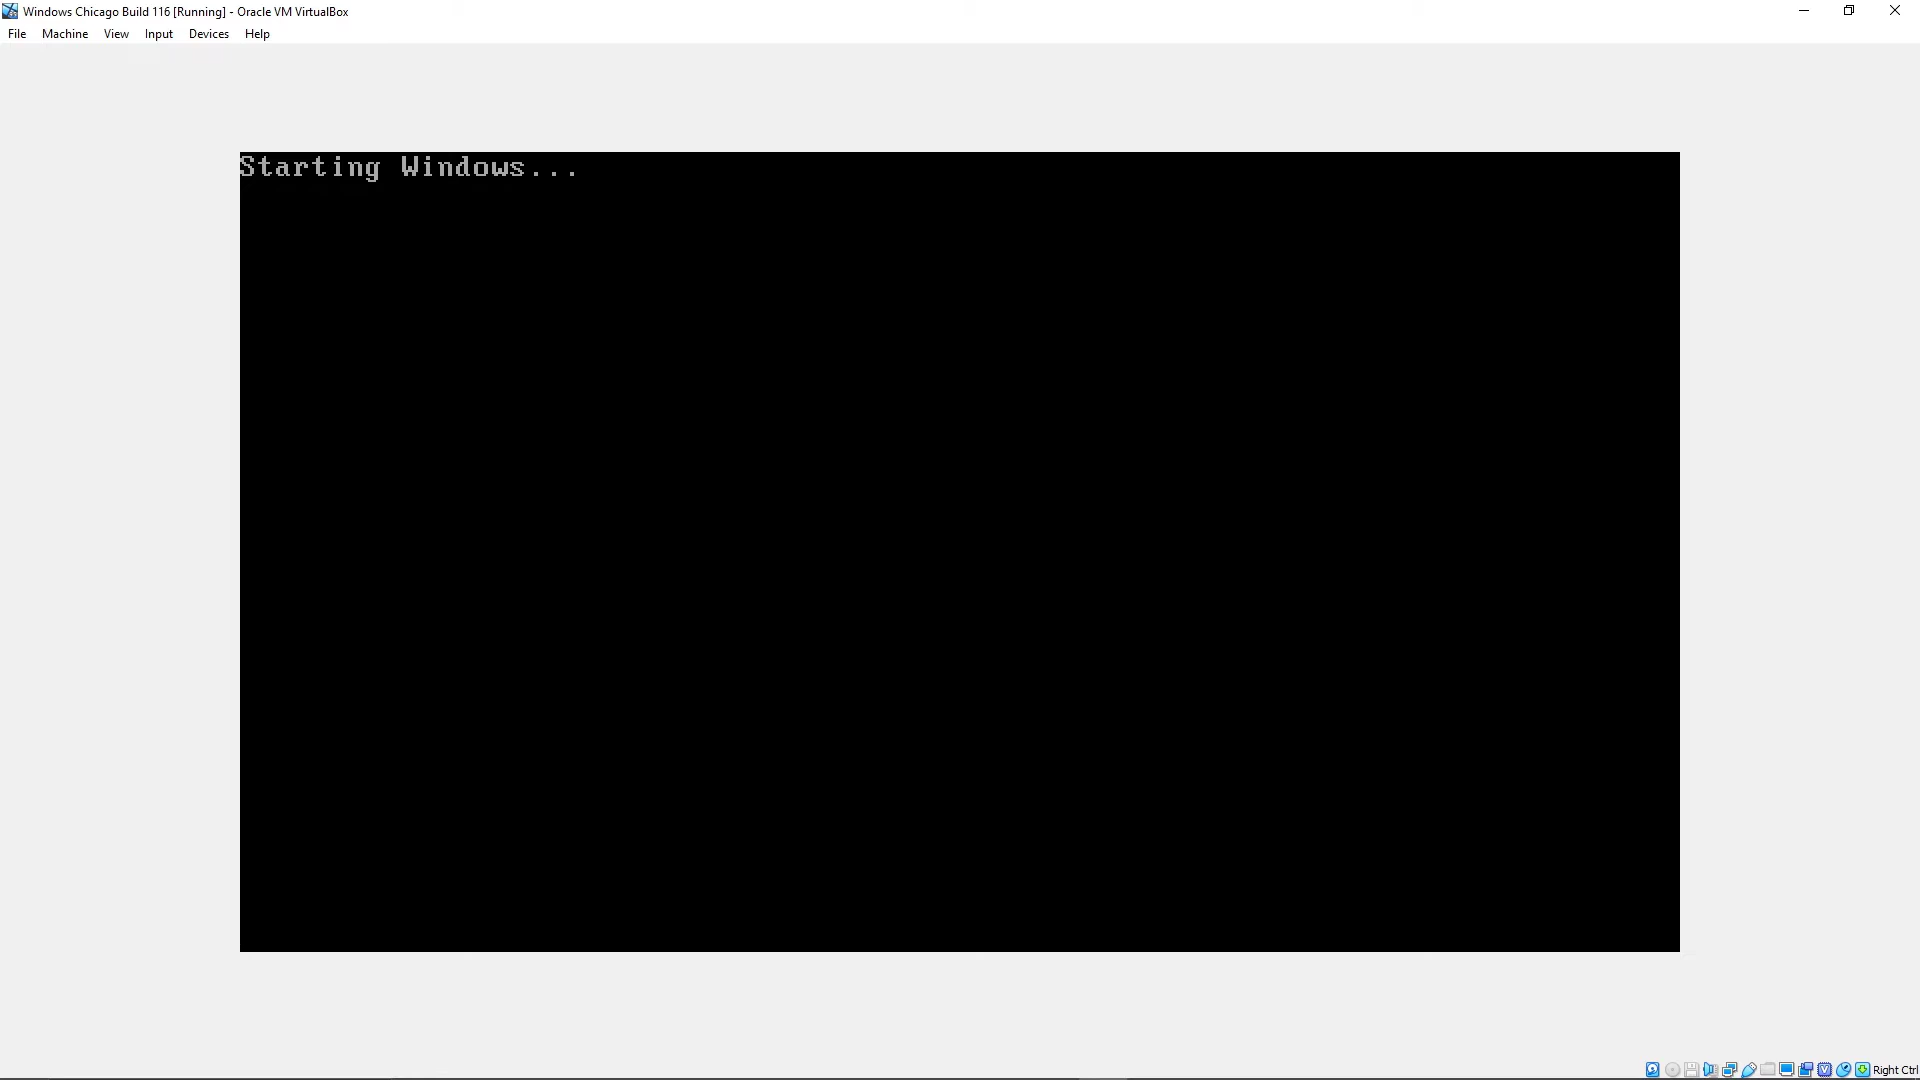 Windows Chicago Build 116 [Running] - Oracle VM VirtualBox
File Machine View Input Devices Help
Starting Windows...
Right Ctrl